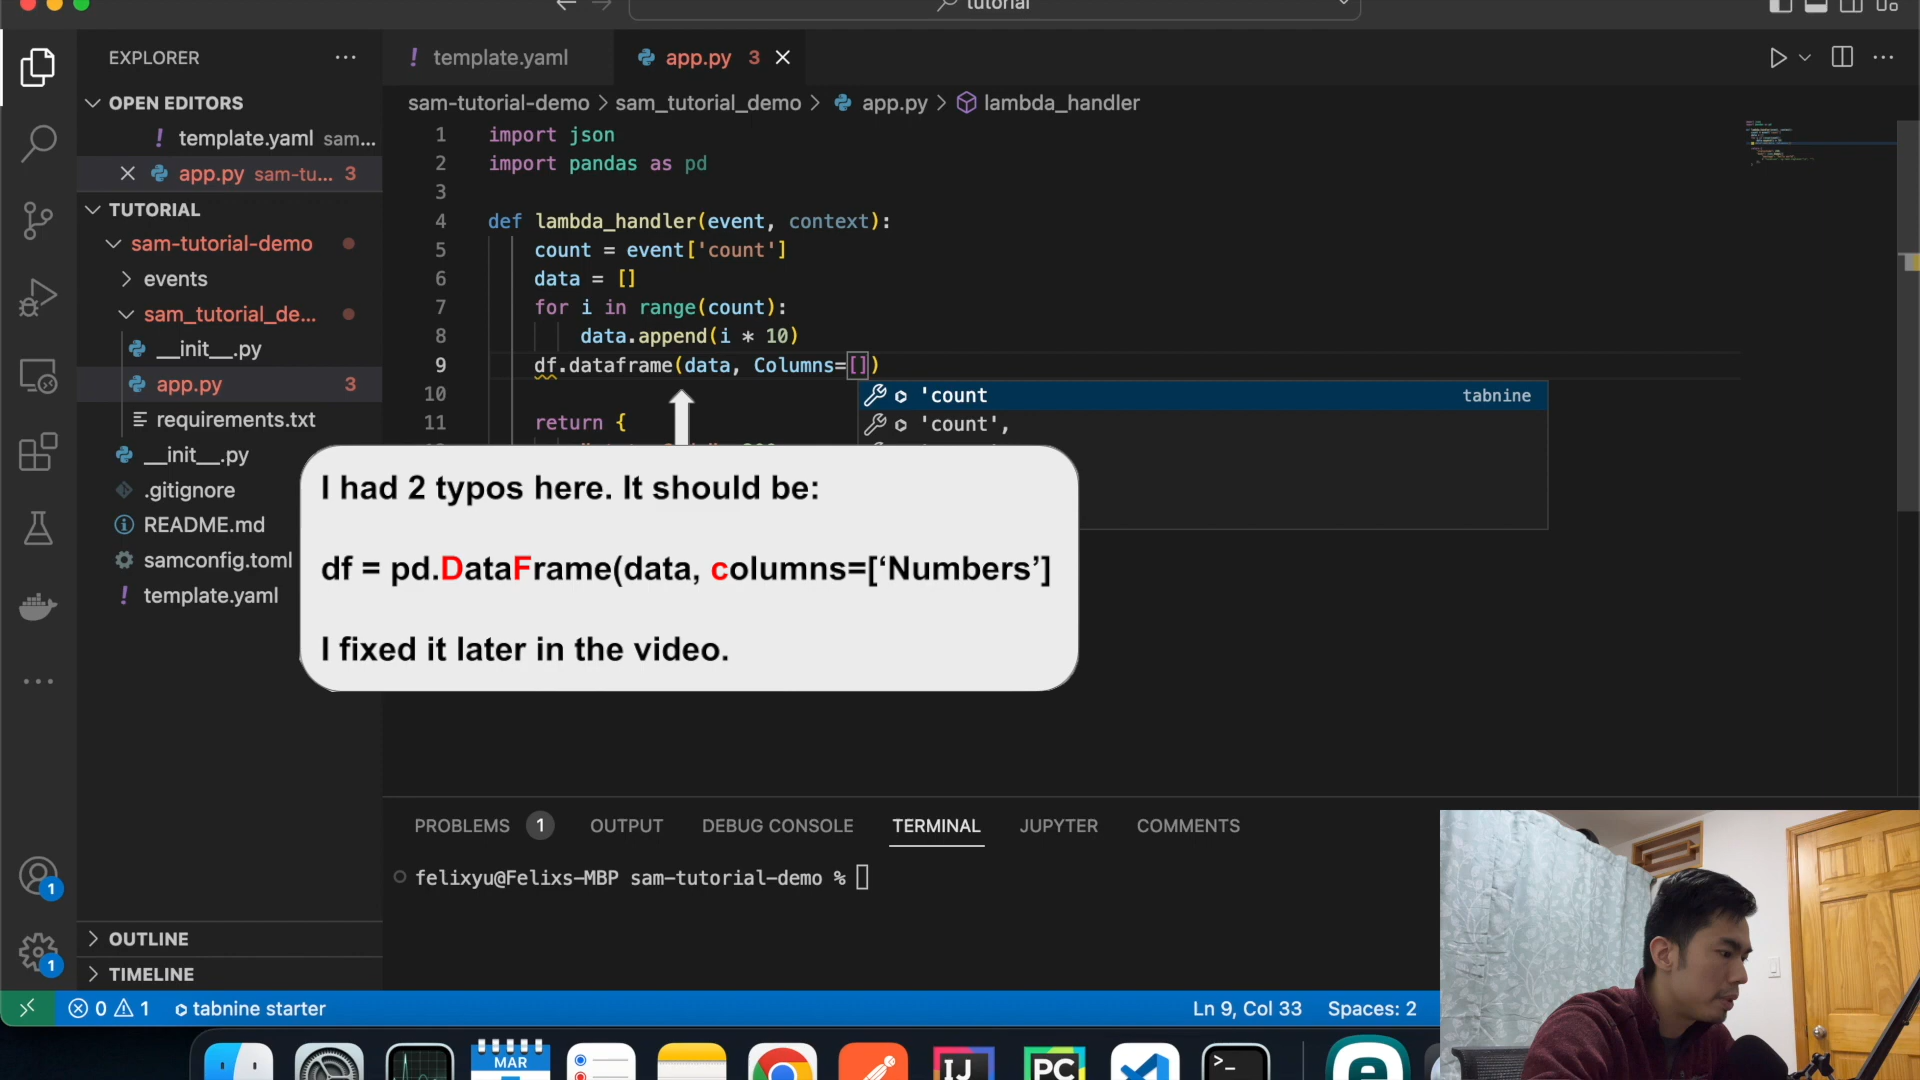 tutorial
EXPLORER
template.yaml
app.py 3
OPEN EDITORS
template.yaml sam...
app.py sam-tu... 3
TUTORIAL
sam-tutorial-demo
events
sam_tutorial_de...
__init__.py
app.py 3
requirements.txt
__init__.py
.gitignore
README.md
samconfig.toml
template.yaml
OUTLINE
TIMELINE
sam-tutorial-demo > sam_tutorial_demo > app.py > lambda_handler
1 import json
2 import pandas as pd
3
4 def lambda_handler(event, context):
5 count = event['count']
6 data = []
7 for i in range(count):
8 data.append(i * 10)
9 df.dataframe(data, Columns=[])
10
11 return {
'count tabnine
'count',
I had 2 typos here. It should be:
df = pd.DataFrame(data, columns=[‘Numbers’]
I fixed it later in the video.
PROBLEMS 1 OUTPUT DEBUG CONSOLE TERMINAL JUPYTER COMMENTS
felixyu@Felixs-MBP sam-tutorial-demo %
1
1
0 1 tabnine starter
Ln 9, Col 33 Spaces: 2
MAR
IJ
PC